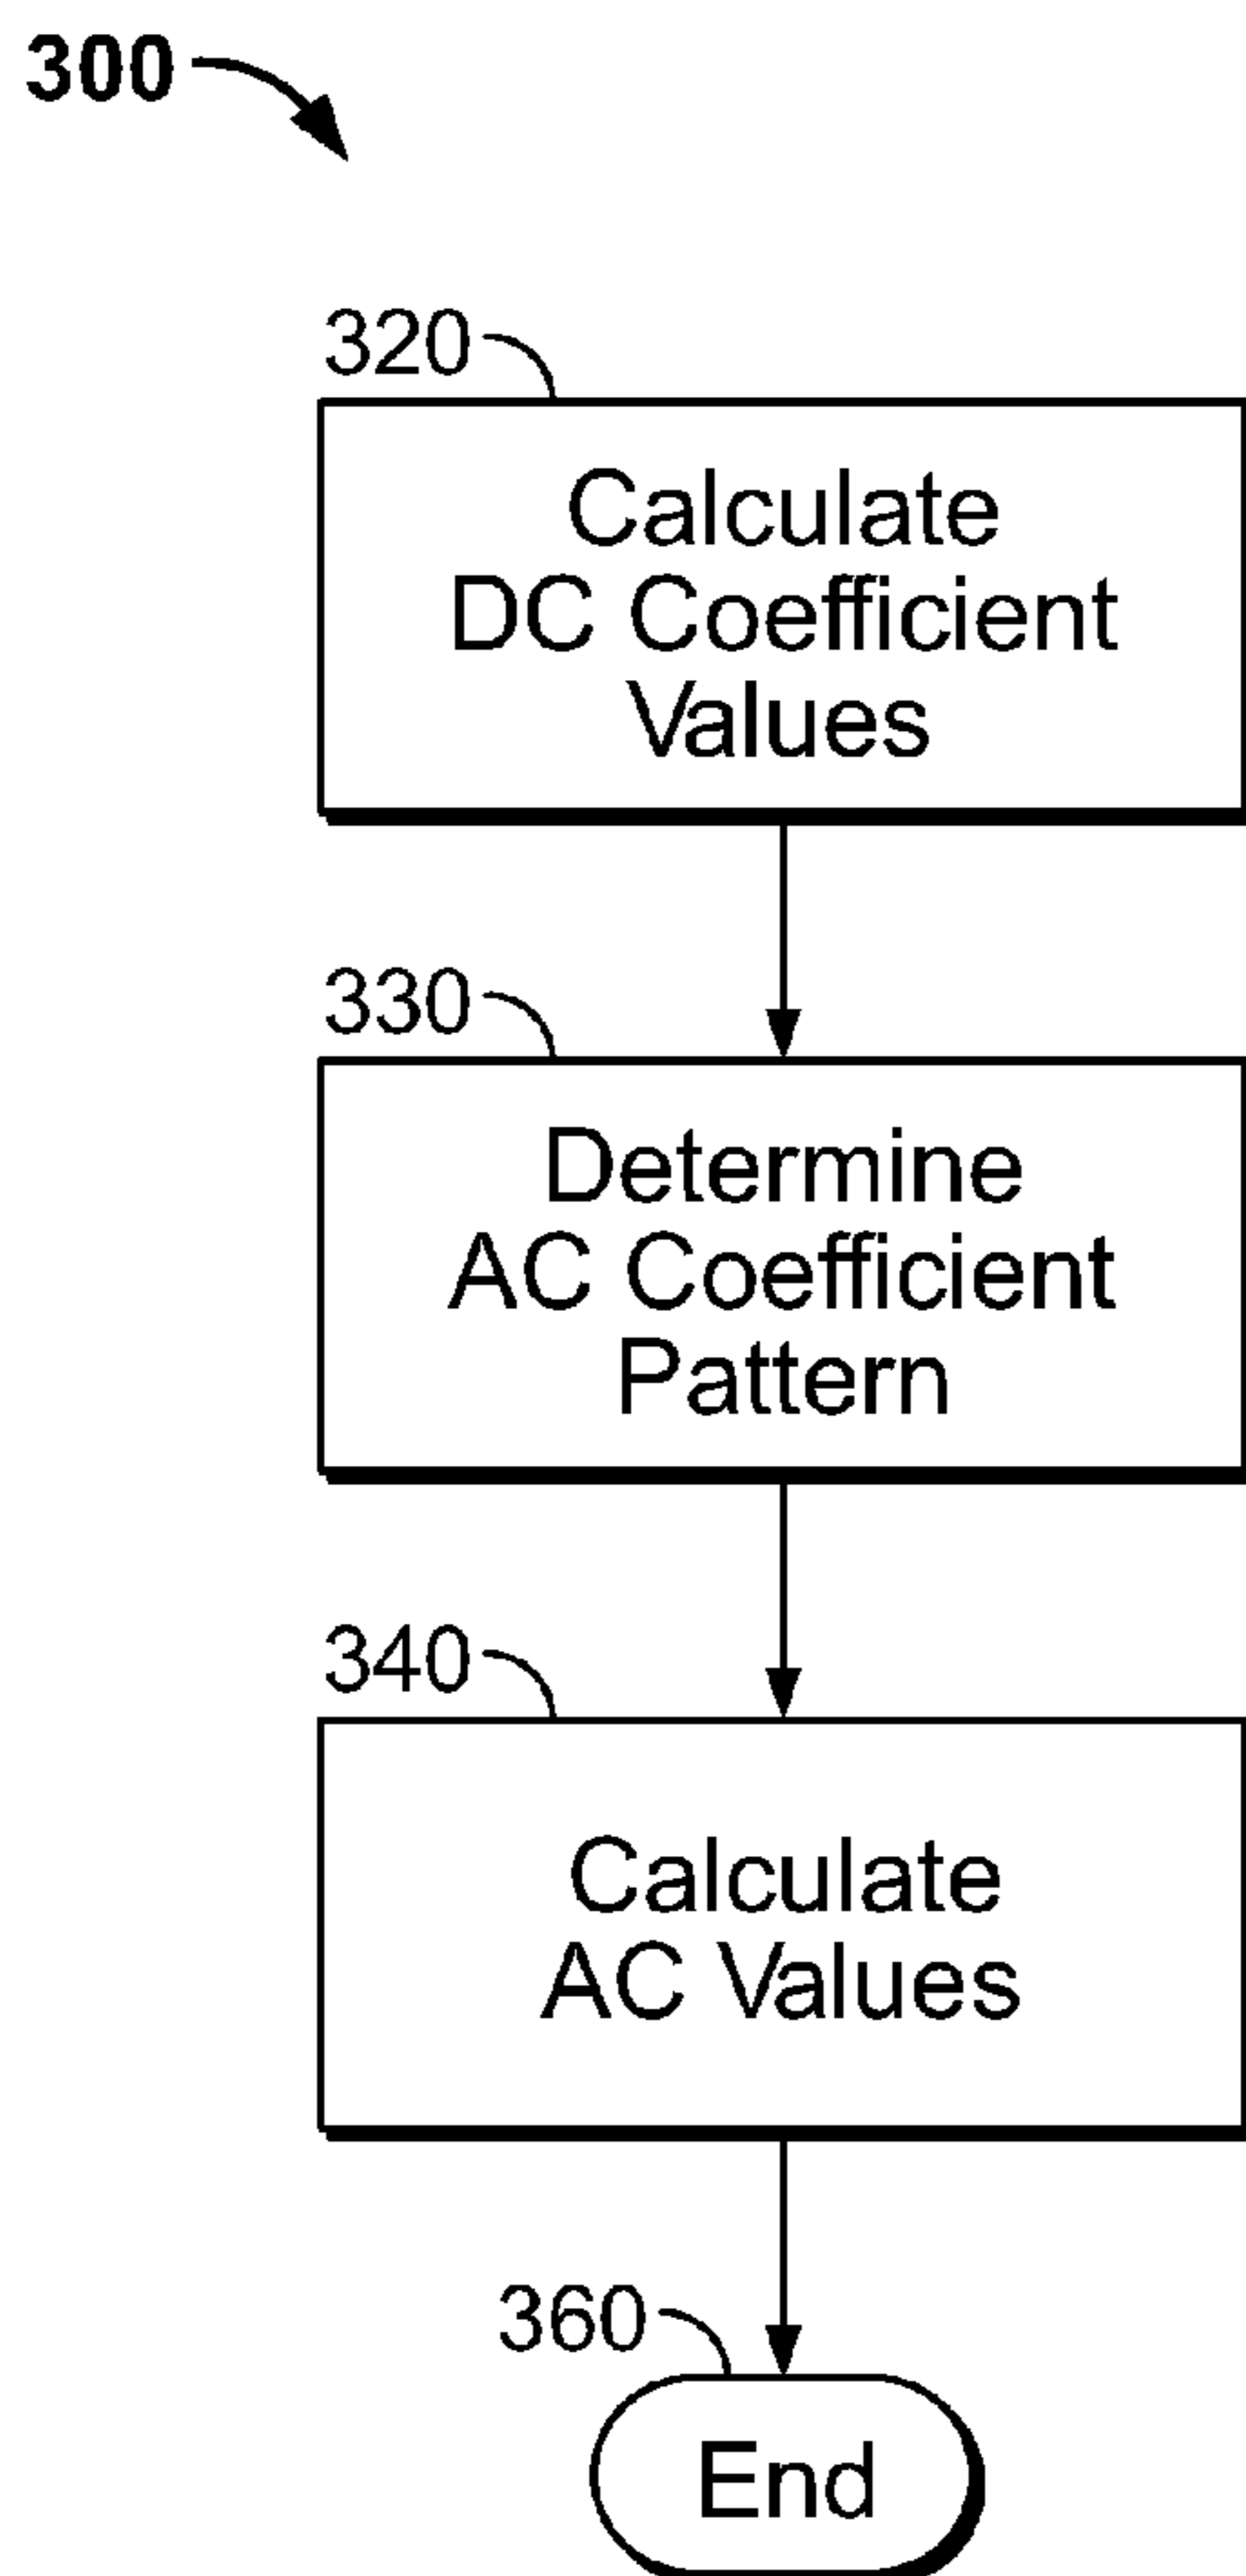 300
320
Calculate
DC Coefficient
Values
330
Determine
AC Coefficient
Pattern
340
Calculate
AC Values
360
End